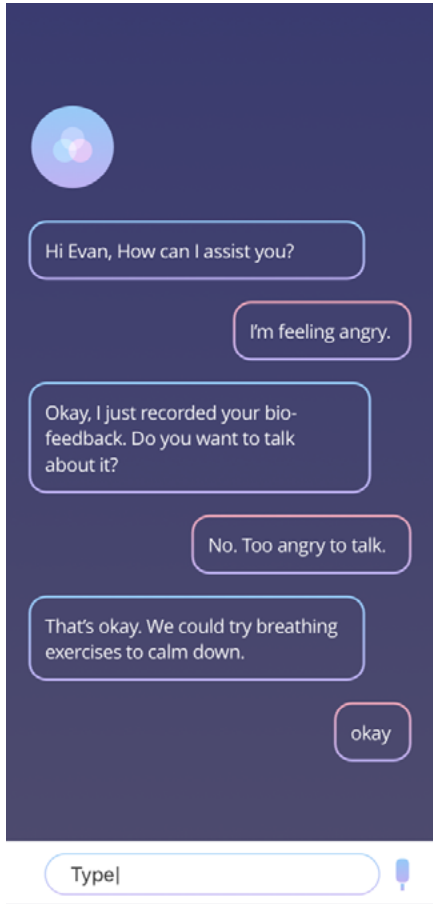 Hi Evan, How can I assist you?
I'm feeling angry.
Okay, I just recorded your bio-
feedback. Do you want to talk
about it?
No. Too angry to talk.
That's okay. We could try breathing
exercises to calm down.
okay
Type|